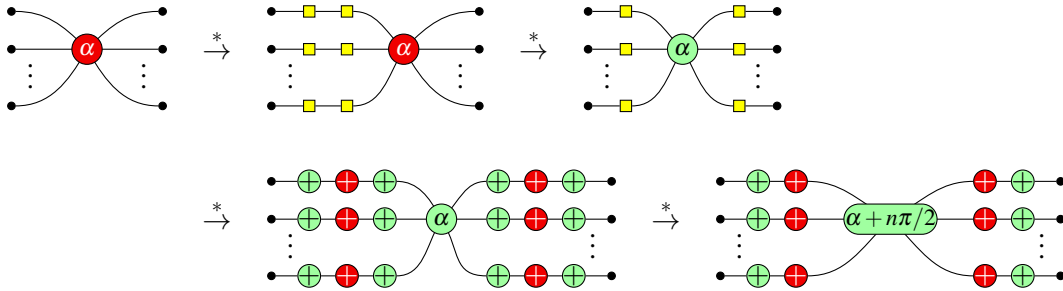 α * → α * → α
* → + + + α + + + * → + + α + nπ/2 + +
+ + + + + + + + + +
+ + + + + + + + + +